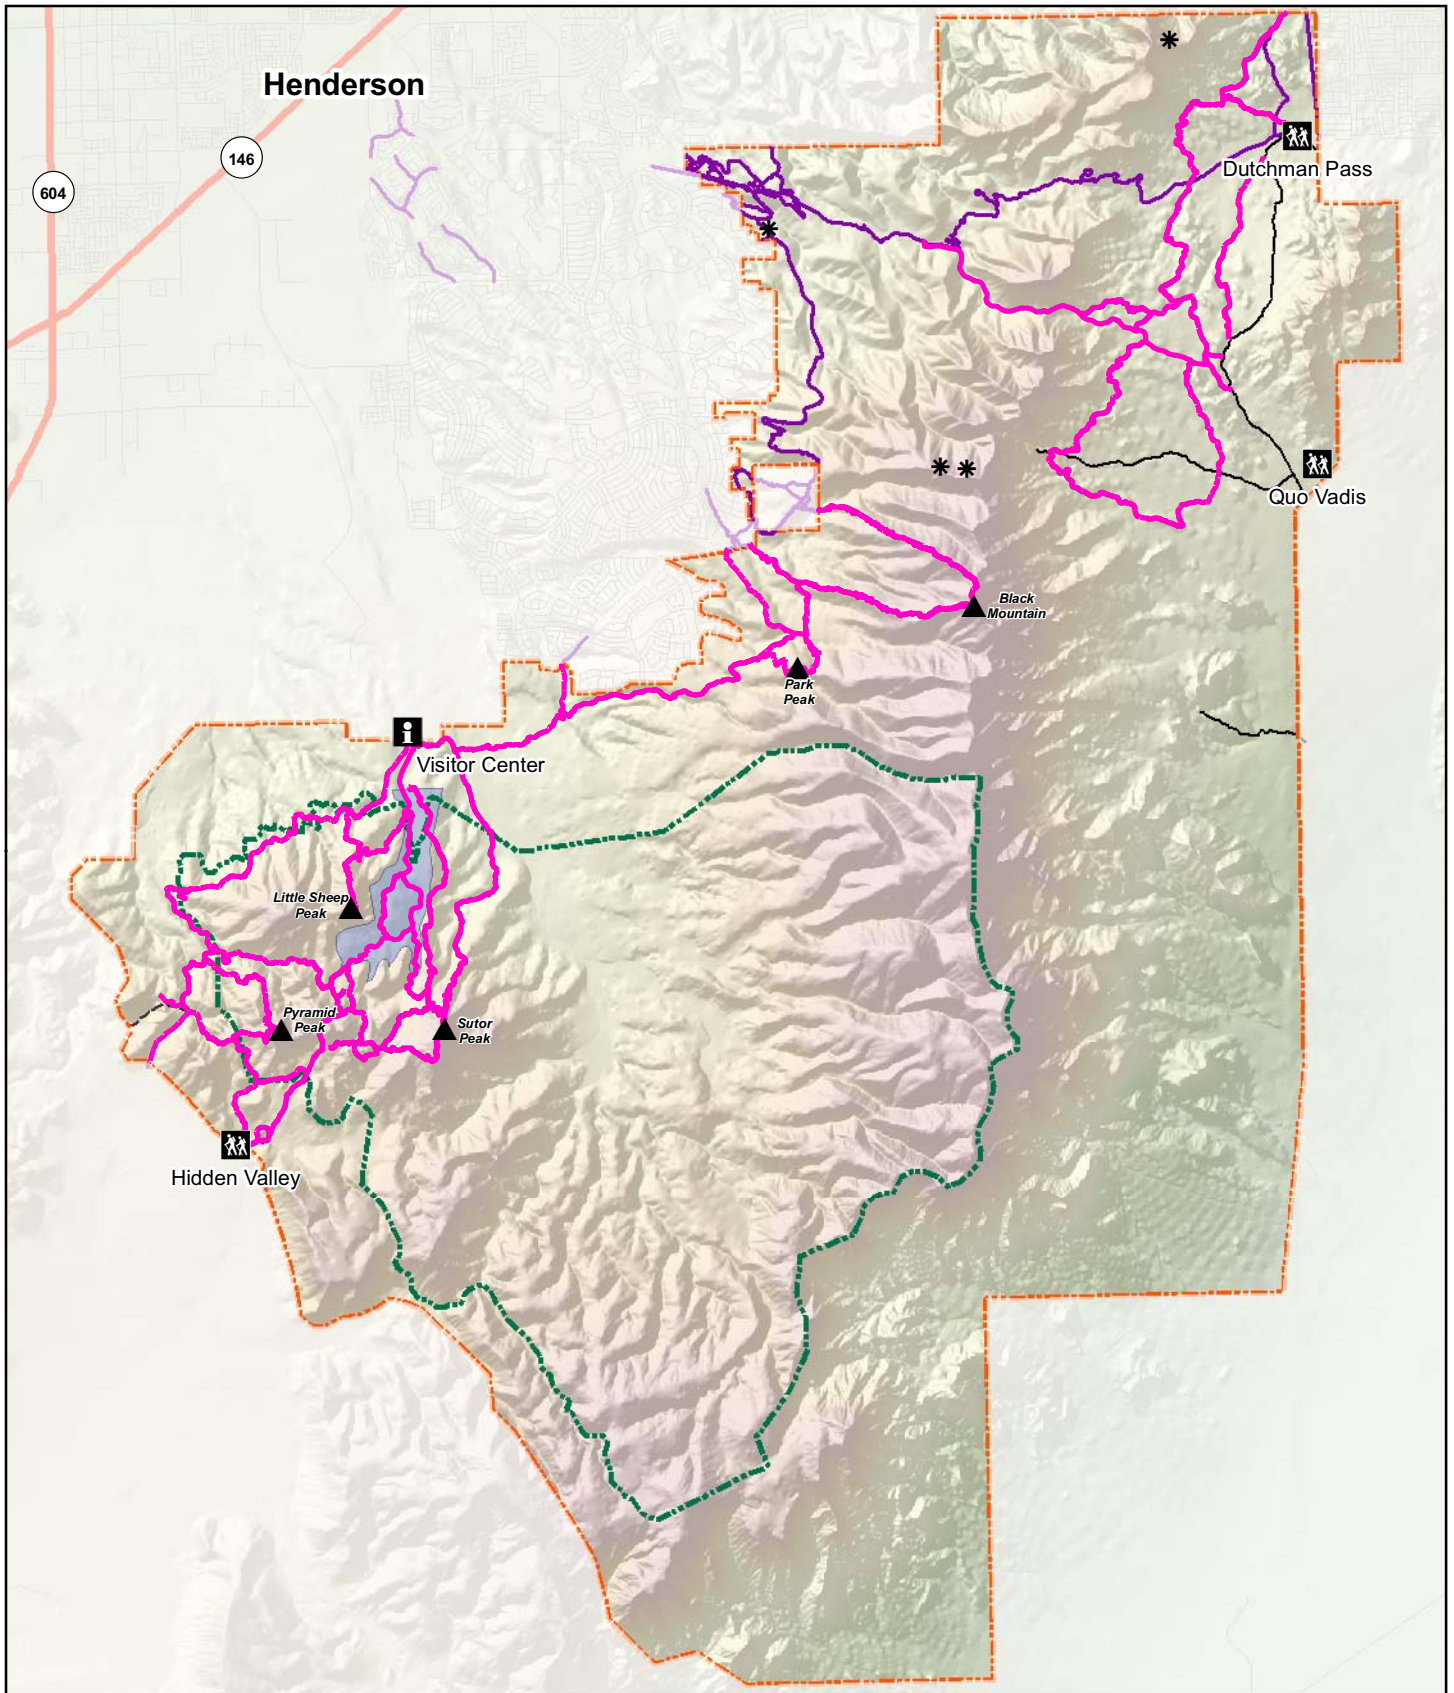 Henderson
146
604
Dutchman Pass
Quo Vadis
Black
Mountain
Park
Peak
i
Visitor Center
Little Sheep
Peak
Pyramid
Peak
Sutor
Peak
Hidden Valley